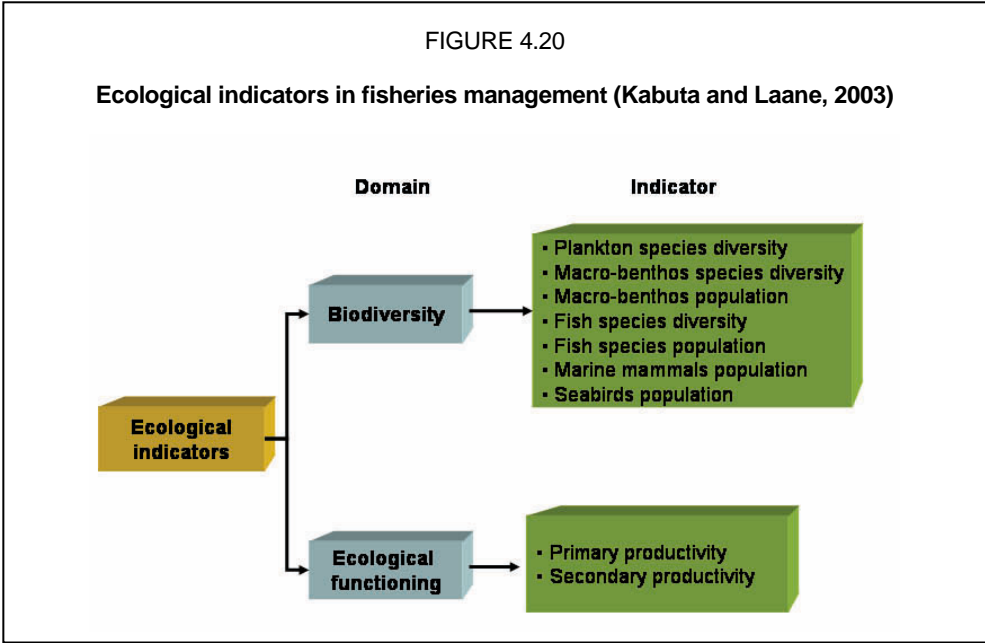 FIGURE 4.20
Ecological indicators in fisheries management (Kabuta and Laane, 2003)
Domain
Indicator
▪ Plankton species diversity
▪ Macro-benthos species diversity
▪ Macro-benthos population
▪ Fish species diversity
▪ Fish species population
▪ Marine mammals population
▪ Seabirds population
Biodiversity
Ecological
indicators
Ecological
functioning
▪ Primary productivity
▪ Secondary productivity